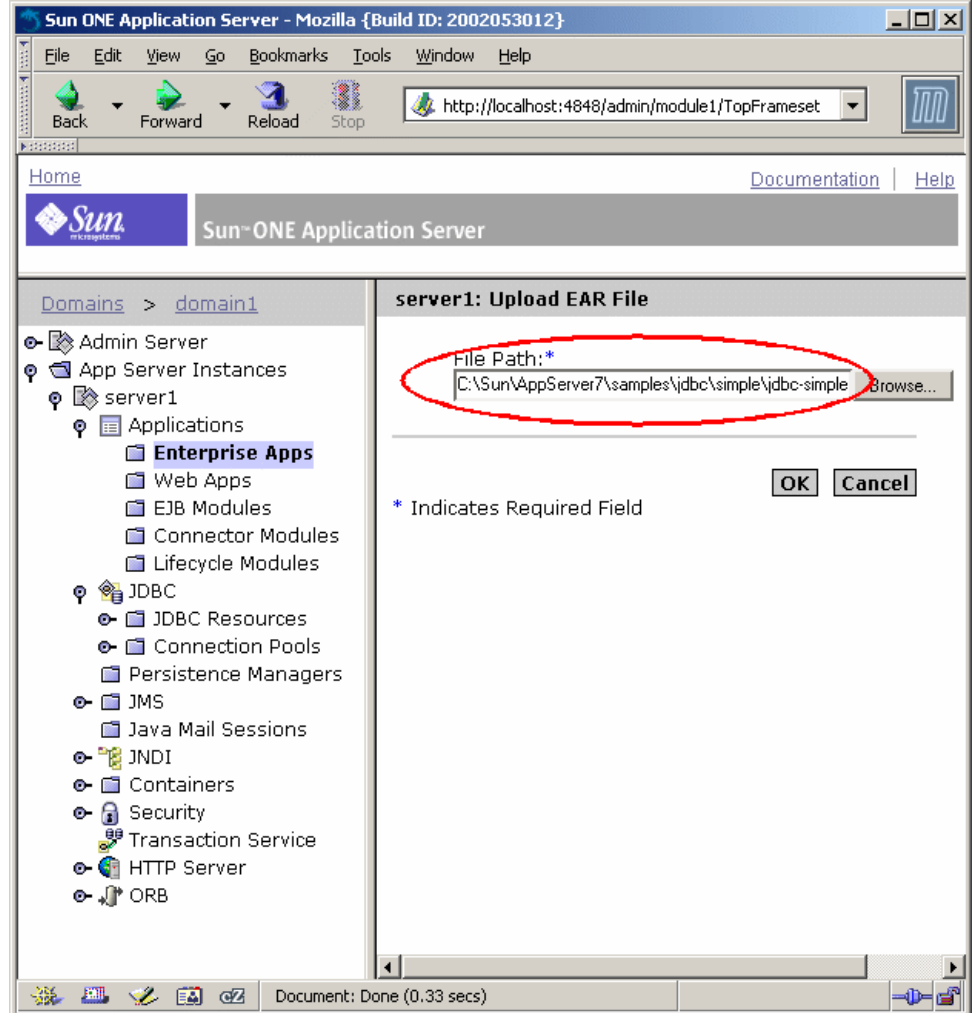 Sun ONE Application Server - Mozilla {Build ID: 2002053012}
File Edit View Go Bookmarks Tools Window Help
Back Forward Reload Stop http://localhost:4848/admin/module1/TopFrameset
Home Documentation Help
Sun microsystems Sun™ ONE Application Server
Domains > domain1
Admin Server
App Server Instances
server1
Applications
Enterprise Apps
Web Apps
EJB Modules
Connector Modules
Lifecycle Modules
JDBC
JDBC Resources
Connection Pools
Persistence Managers
JMS
Java Mail Sessions
JNDI
Containers
Security
Transaction Service
HTTP Server
ORB
server1: Upload EAR File
File Path:*
C:\Sun\AppServer7\samples\jdbc\simple\jdbc-simple Browse...
OK Cancel
* Indicates Required Field
Document: Done (0.33 secs)